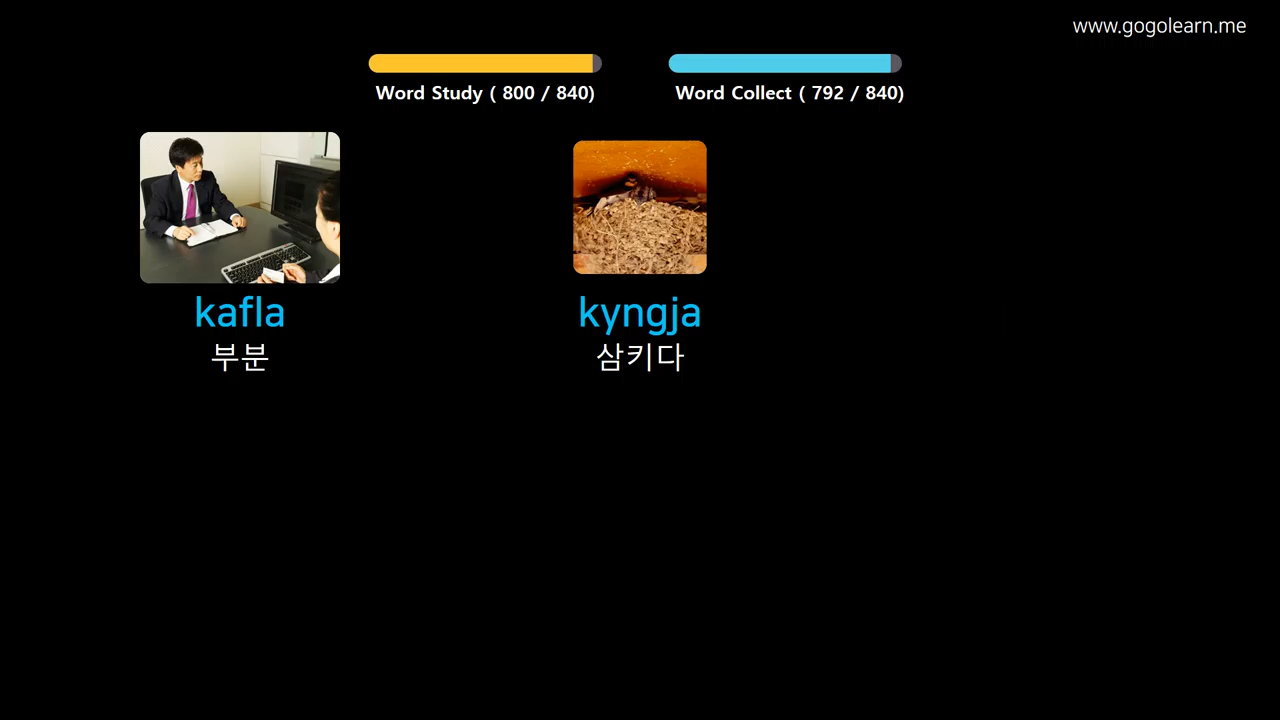 www.gogolearn.me
Word Study ( 800 / 840)
Word Collect ( 792 / 840)
kafla
부분
kyngja
삼키다